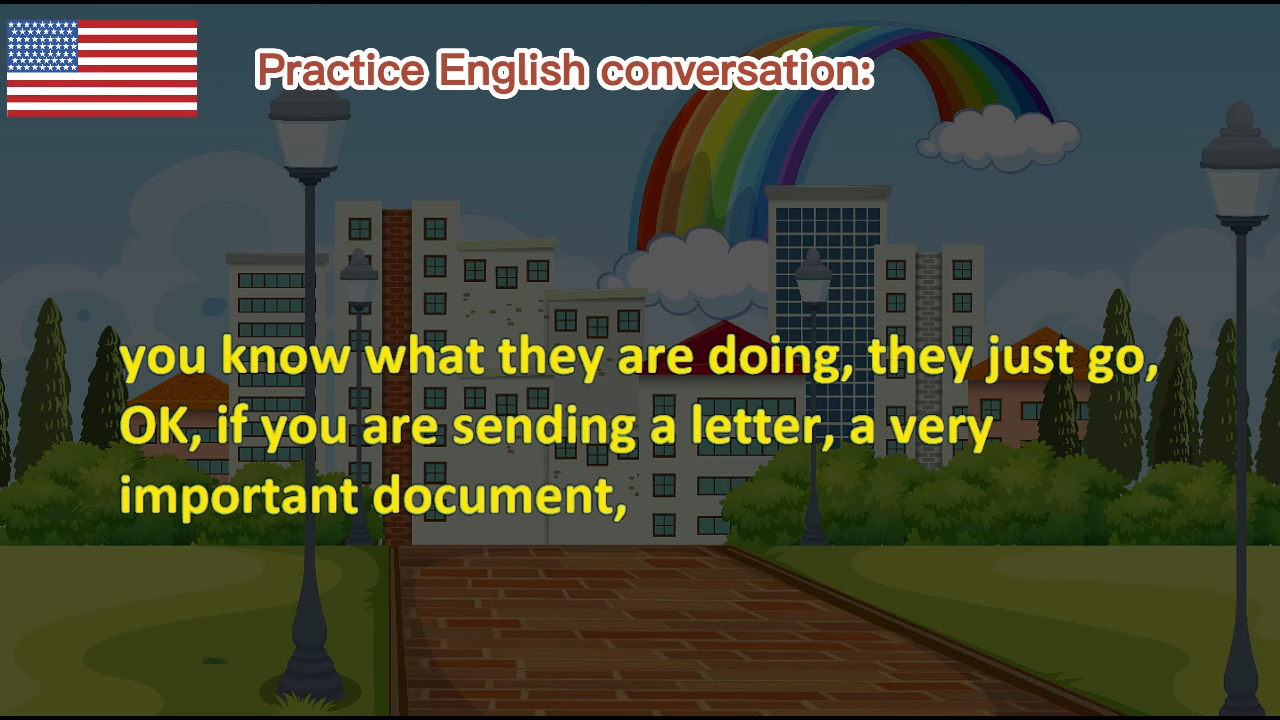 Practice English conversation:
you know what they are doing, they just go,
OK, if you are sending a letter, a very
important document,